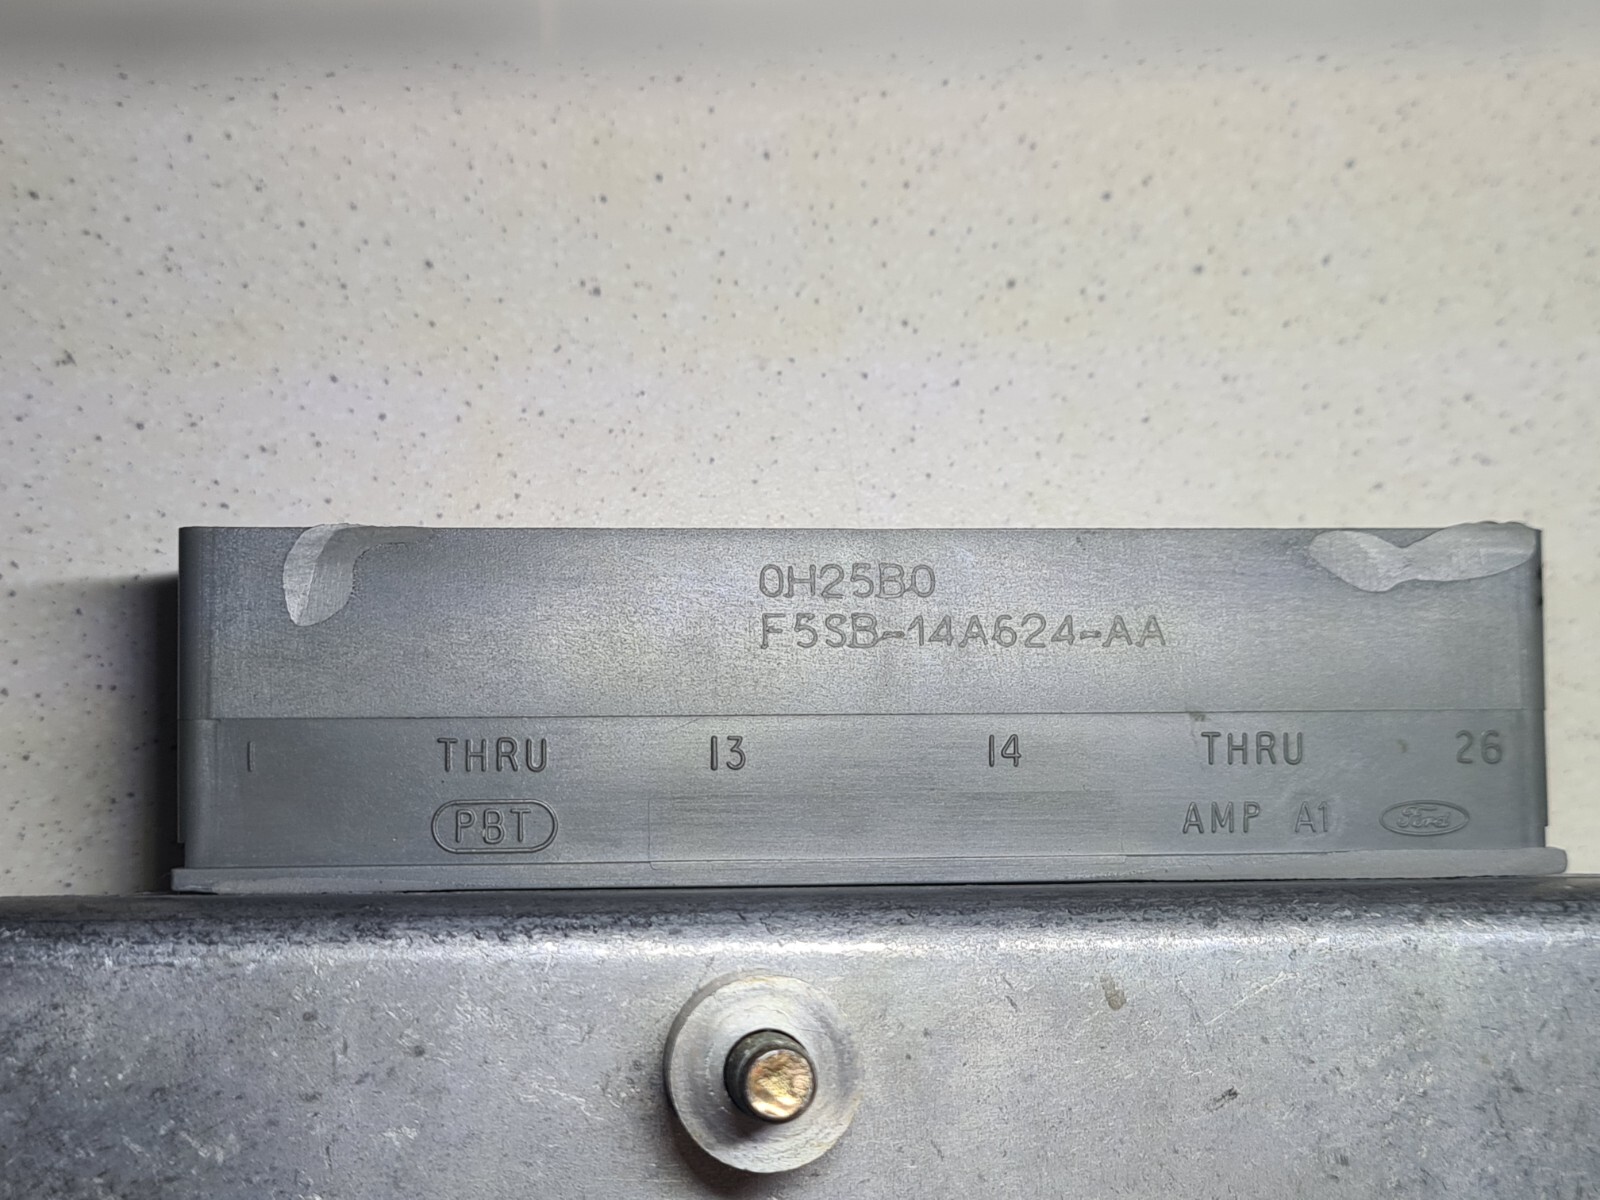 0H25B0
F5SB-14A624-AA
1 THRU 13 14 THRU 26
PBT AMP A1 Ford